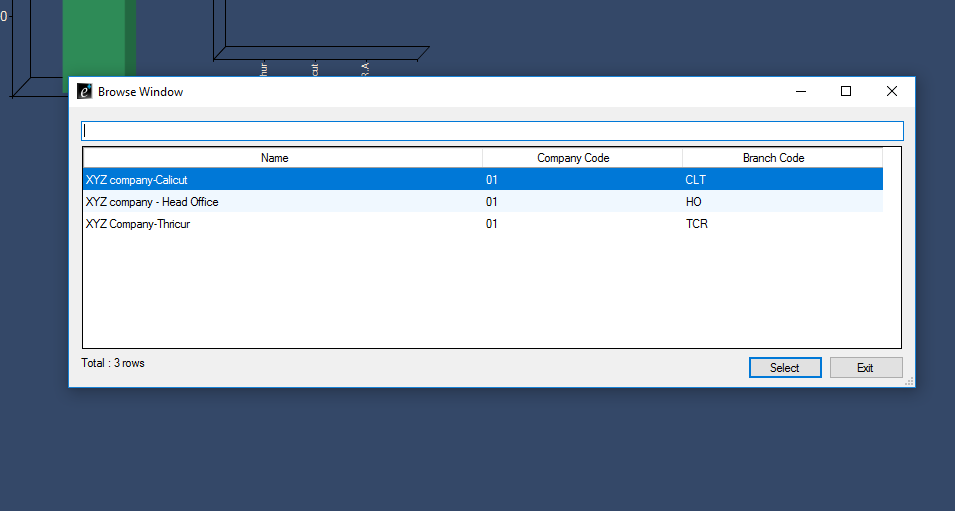 0
hur-
cut-
R.A-
Browse Window
Name Company Code Branch Code
XYZ company-Calicut 01 CLT
XYZ company - Head Office 01 HO
XYZ Company-Thricur 01 TCR
Total : 3 rows
Select Exit